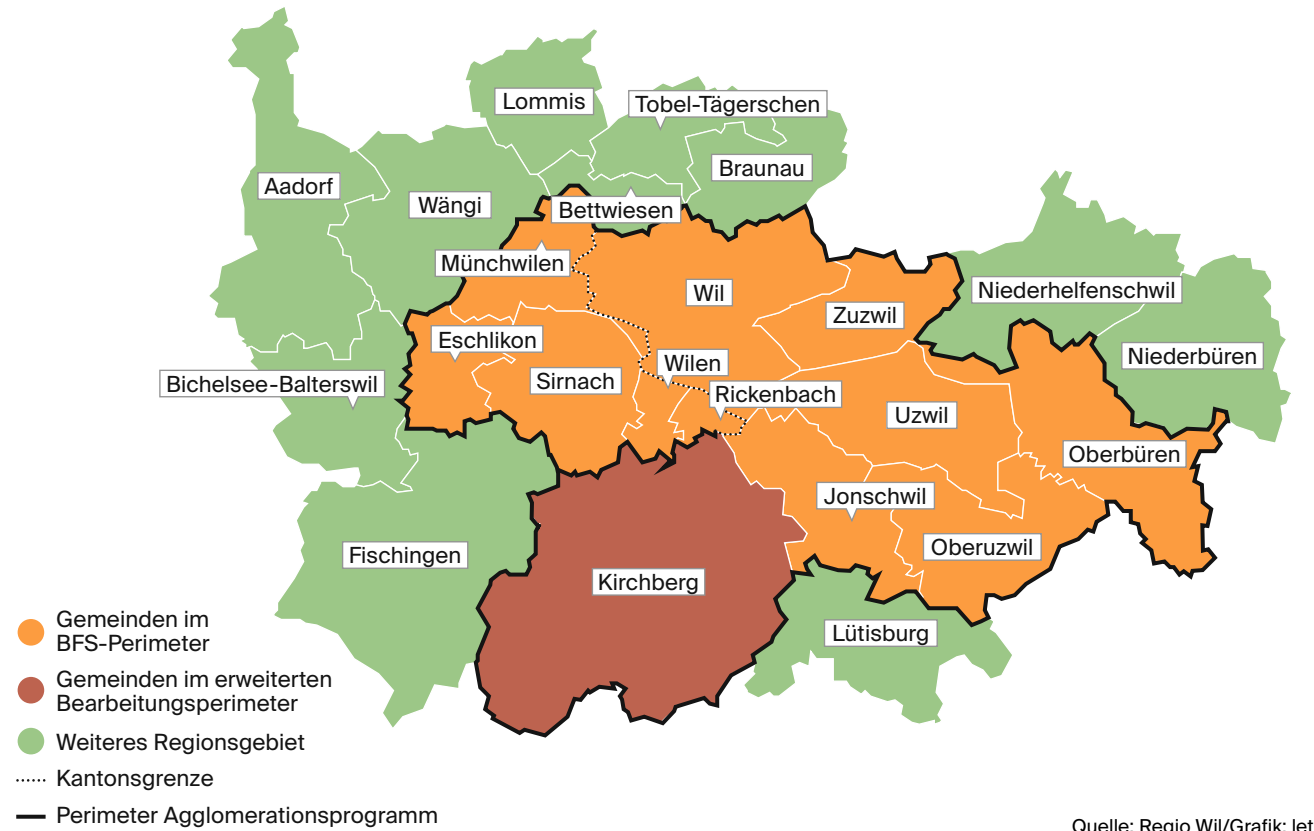 Lommis
Tobel-Tägerschen
Braunau
Aadorf
Wängi
Bettwiesen
Münchwilen
Wil
Niederhelfenschwil
Zuzwil
Eschlikon
Niederbüren
Wilen
Bichelsee-Balterswil
Sirnach
Rickenbach
Uzwil
Oberbüren
Jonschwil
Fischingen
Oberuzwil
Kirchberg
Lütisburg
Gemeinden im
BFS-Perimeter
Gemeinden im erweiterten
Bearbeitungsperimeter
Weiteres Regionsgebiet
Kantonsgrenze
Perimeter Agglomerationsprogramm
Quelle: Regio Wil/Grafik: let